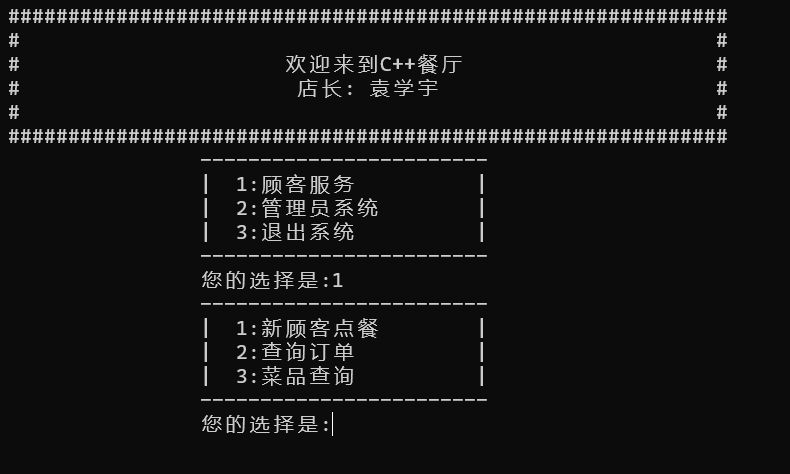 ############################################################
#                                                          #
#                      欢迎来到C++餐厅                     #
#                       店长: 袁学宇                       #
#                                                          #
############################################################
------------------------
|  1:顾客服务          |
|  2:管理员系统        |
|  3:退出系统          |
------------------------
您的选择是:1
------------------------
|  1:新顾客点餐        |
|  2:查询订单          |
|  3:菜品查询          |
------------------------
您的选择是: